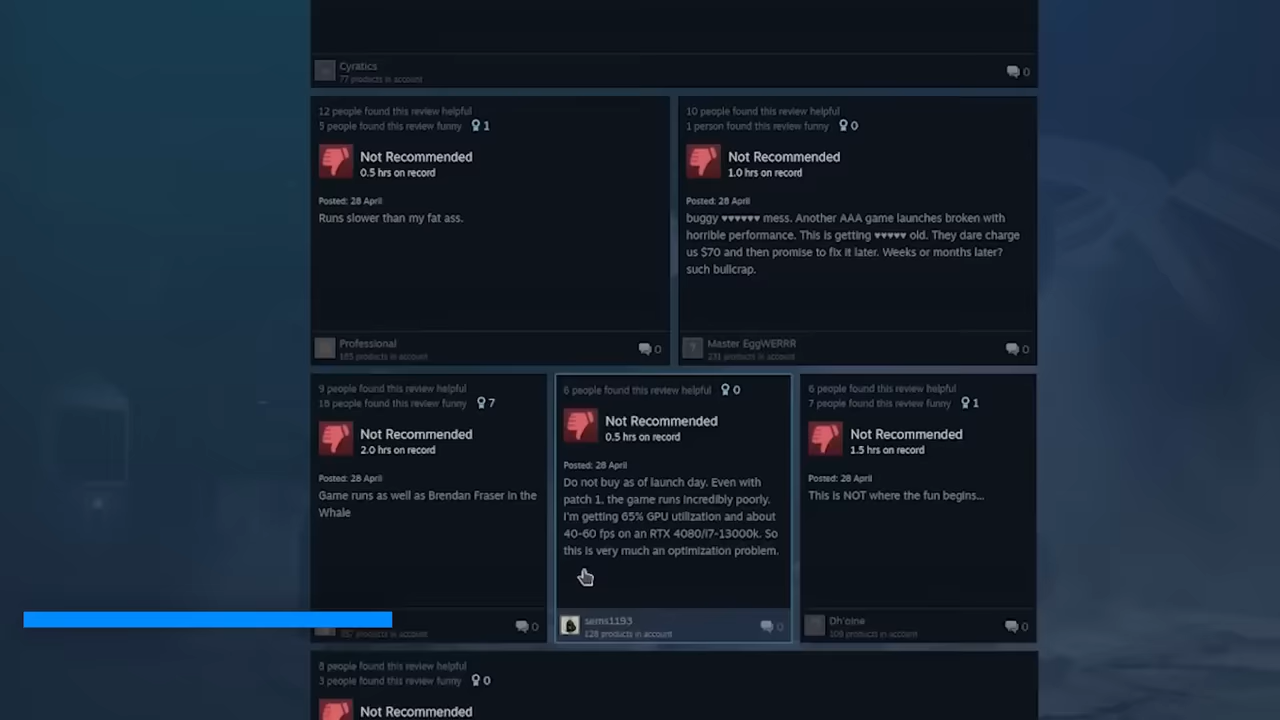 Cyratics
77 products in account
0
12 people found this review helpful
5 people found this review funny 1
Not Recommended
0.5 hrs on record
Posted: 28 April
Runs slower than my fat ass.
Professional
185 products in account
0
10 people found this review helpful
1 person found this review funny 0
Not Recommended
1.0 hrs on record
Posted: 28 April
buggy ♥♥♥♥♥♥ mess. Another AAA game launches broken with
horrible performance. This is getting ♥♥♥♥♥ old. They dare charge
us $70 and then promise to fix it later. Weeks or months later?
such bullcrap.
Master EggWERRR
231 products in account
0
9 people found this review helpful
18 people found this review funny 7
Not Recommended
2.0 hrs on record
Posted: 28 April
Game runs as well as Brendan Fraser in the
Whale
products in account
0
6 people found this review helpful 0
Not Recommended
0.5 hrs on record
Posted: 28 April
Do not buy as of launch day. Even with
patch 1, the game runs incredibly poorly.
I'm getting 65% GPU utilization and about
40-60 fps on an RTX 4080/i7-13000k. So
this is very much an optimization problem.
sems1193
128 products in account
0
6 people found this review helpful
7 people found this review funny 1
Not Recommended
1.5 hrs on record
Posted: 28 April
This is NOT where the fun begins...
Dh'oine
109 products in account
0
8 people found this review helpful
3 people found this review funny 0
Not Recommended